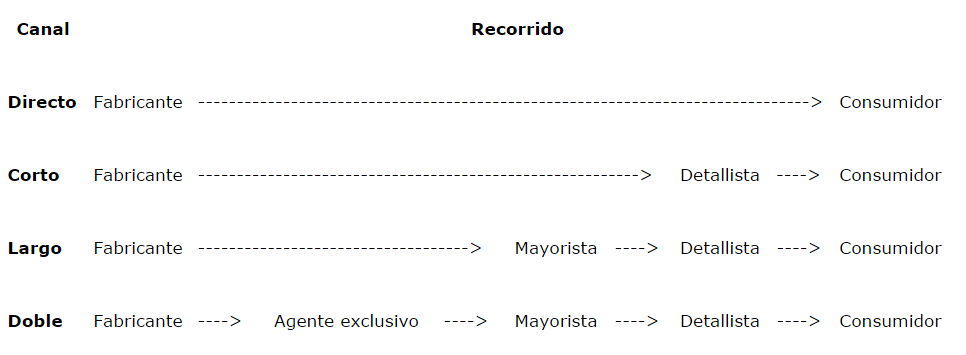 Canal Recorrido
Directo Fabricante ------------------------------------------------------------------------------> Consumidor
Corto Fabricante --------------------------------------------------------> Detallista ----> Consumidor
Largo Fabricante ----------------------------------> Mayorista ----> Detallista ----> Consumidor
Doble Fabricante ----> Agente exclusivo ----> Mayorista ----> Detallista ----> Consumidor